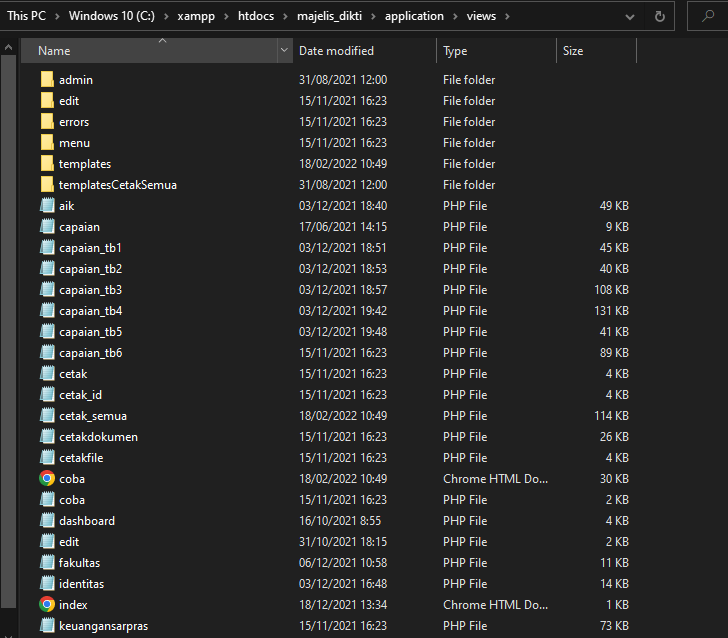 This PC > Windows 10 (C:) > xampp > htdocs > majelis_dikti > application > views >
Name Date modified Type Size
admin 31/08/2021 12:00 File folder
edit 15/11/2021 16:23 File folder
errors 15/11/2021 16:23 File folder
menu 15/11/2021 16:23 File folder
templates 18/02/2022 10:49 File folder
templatesCetakSemua 31/08/2021 12:00 File folder
aik 03/12/2021 18:40 PHP File 49 KB
capaian 17/06/2021 14:15 PHP File 9 KB
capaian_tb1 03/12/2021 18:51 PHP File 45 KB
capaian_tb2 03/12/2021 18:53 PHP File 40 KB
capaian_tb3 03/12/2021 18:57 PHP File 108 KB
capaian_tb4 03/12/2021 19:42 PHP File 131 KB
capaian_tb5 03/12/2021 19:48 PHP File 41 KB
capaian_tb6 15/11/2021 16:23 PHP File 89 KB
cetak 15/11/2021 16:23 PHP File 4 KB
cetak_id 15/11/2021 16:23 PHP File 4 KB
cetak_semua 18/02/2022 10:49 PHP File 114 KB
cetakdokumen 15/11/2021 16:23 PHP File 26 KB
cetakfile 15/11/2021 16:23 PHP File 4 KB
coba 18/02/2022 10:49 Chrome HTML Do... 30 KB
coba 15/11/2021 16:23 PHP File 2 KB
dashboard 16/10/2021 8:55 PHP File 4 KB
edit 31/10/2021 18:15 PHP File 2 KB
fakultas 06/12/2021 10:58 PHP File 11 KB
identitas 03/12/2021 16:48 PHP File 14 KB
index 18/12/2021 13:34 Chrome HTML Do... 1 KB
keuangansarpras 15/11/2021 16:23 PHP File 73 KB